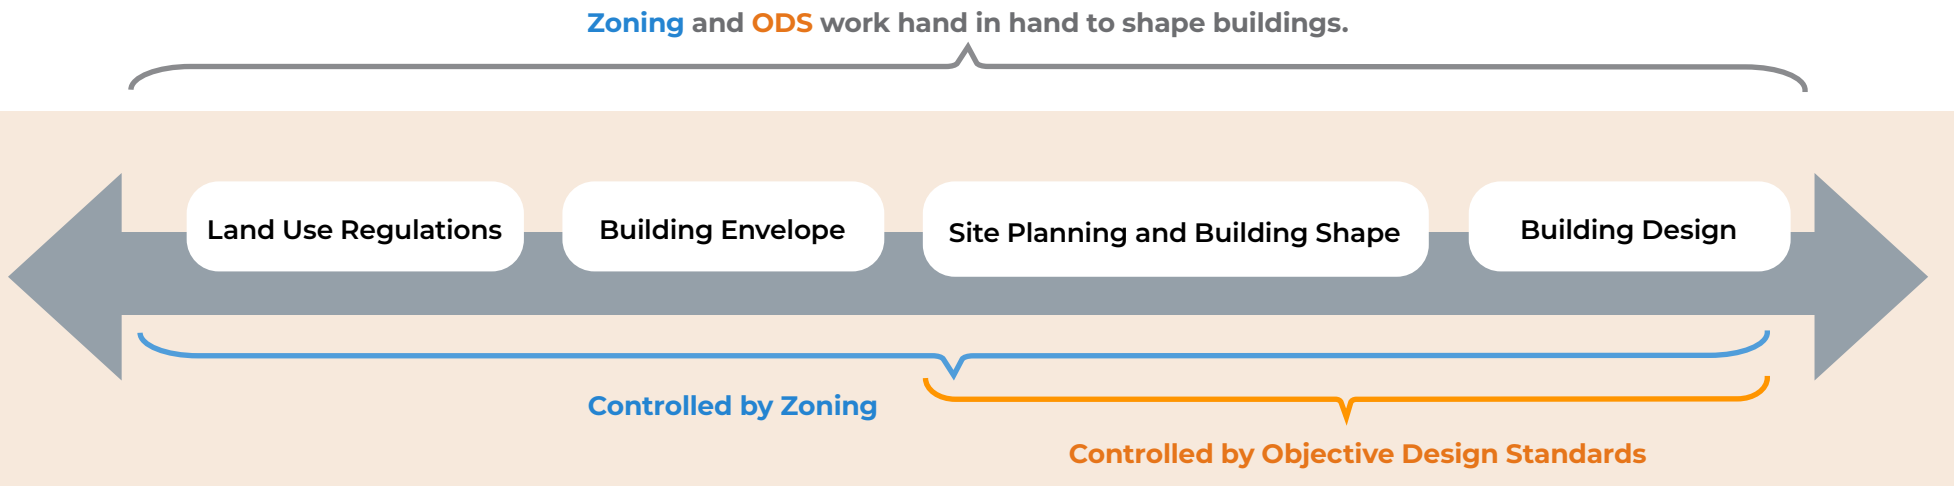 Zoning and ODS work hand in hand to shape buildings.
Land Use Regulations
Building Envelope
Site Planning and Building Shape
Building Design
Controlled by Zoning
Controlled by Objective Design Standards